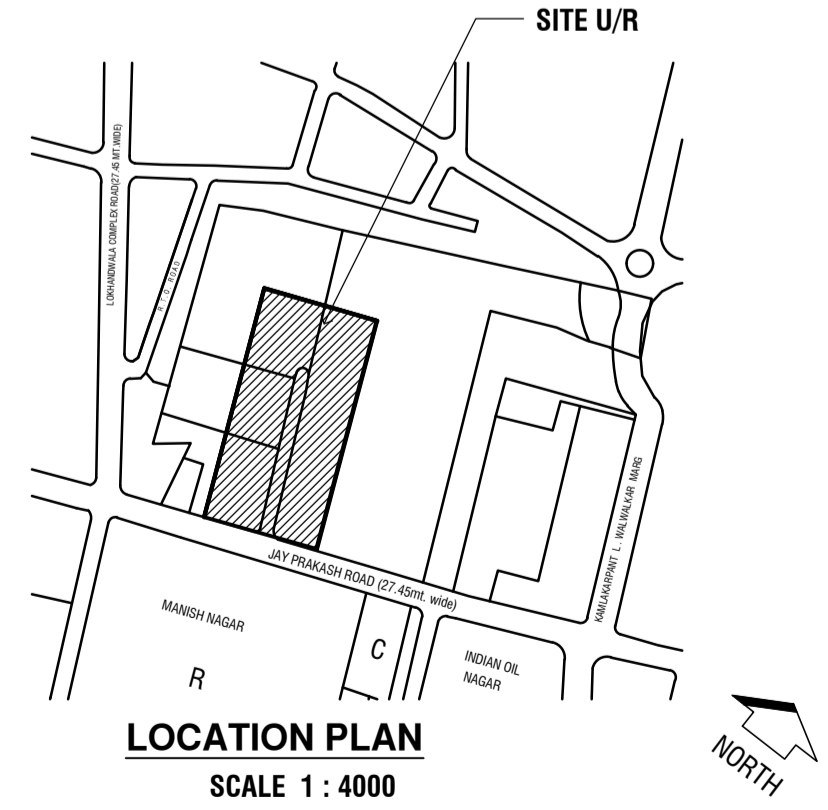 SITE U/R
LOKHANDWALA COMPLEX ROAD(27.45 MT.WIDE)
R.T.O. ROAD
KAMLAKARPANT L. WALWALKAR MARG
JAY PRAKASH ROAD (27.45mt. wide)
MANISH NAGAR
R
C
INDIAN OIL
NAGAR
LOCATION PLAN
SCALE 1 : 4000
NORTH